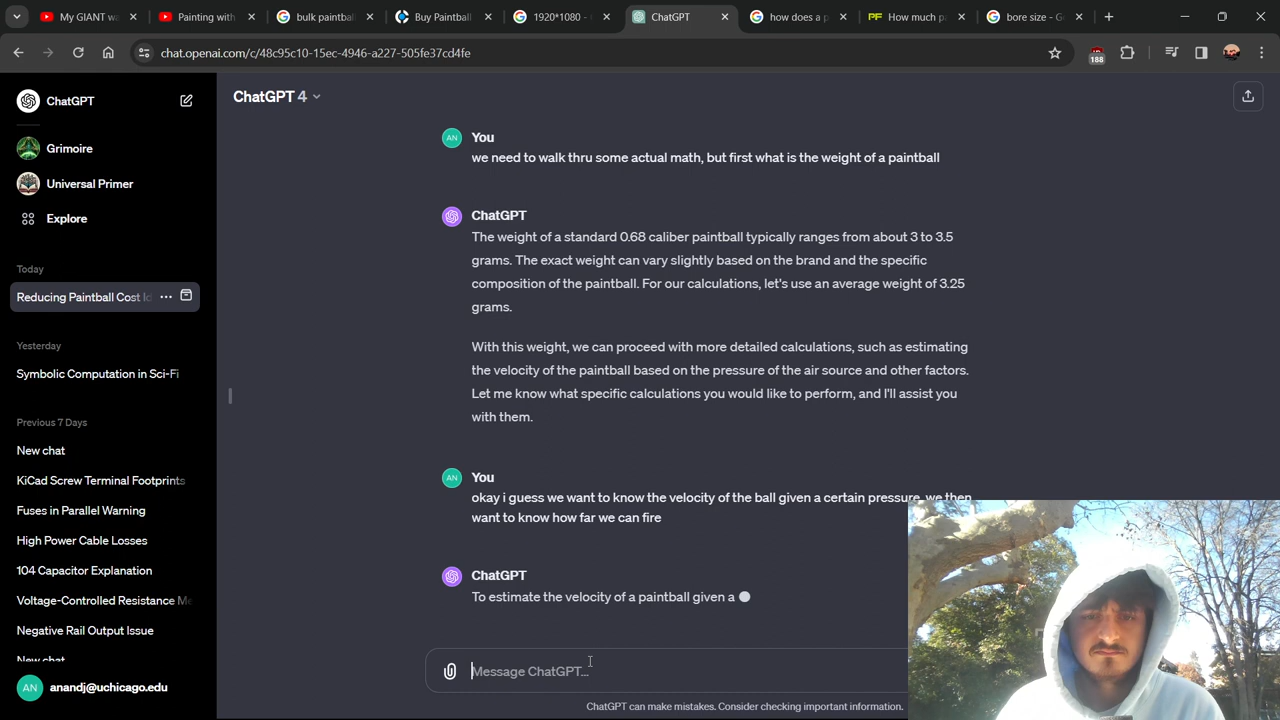 My GIANT wa
Painting with
bulk paintbal
Buy Paintball
1920*1080 -
ChatGPT
how does a p
How much p
bore size - G
chat.openai.com/c/48c95c10-15ec-4946-a227-505fe37cd4fe
188
ChatGPT
Grimoire
Universal Primer
Explore
Today
Reducing Paintball Cost Id
Yesterday
Symbolic Computation in Sci-Fi
Previous 7 Days
New chat
KiCad Screw Terminal Footprints
Fuses in Parallel Warning
High Power Cable Losses
104 Capacitor Explanation
Voltage-Controlled Resistance Me
Negative Rail Output Issue
New chat
AN
anandj@uchicago.edu
ChatGPT 4
AN
You
we need to walk thru some actual math, but first what is the weight of a paintball
ChatGPT
The weight of a standard 0.68 caliber paintball typically ranges from about 3 to 3.5
grams. The exact weight can vary slightly based on the brand and the specific
composition of the paintball. For our calculations, let's use an average weight of 3.25
grams.
With this weight, we can proceed with more detailed calculations, such as estimating
the velocity of the paintball based on the pressure of the air source and other factors.
Let me know what specific calculations you would like to perform, and I'll assist you
with them.
AN
You
okay i guess we want to know the velocity of the ball given a certain pressure, we then
want to know how far we can fire
ChatGPT
To estimate the velocity of a paintball given a
Message ChatGPT...
ChatGPT can make mistakes. Consider checking important information.